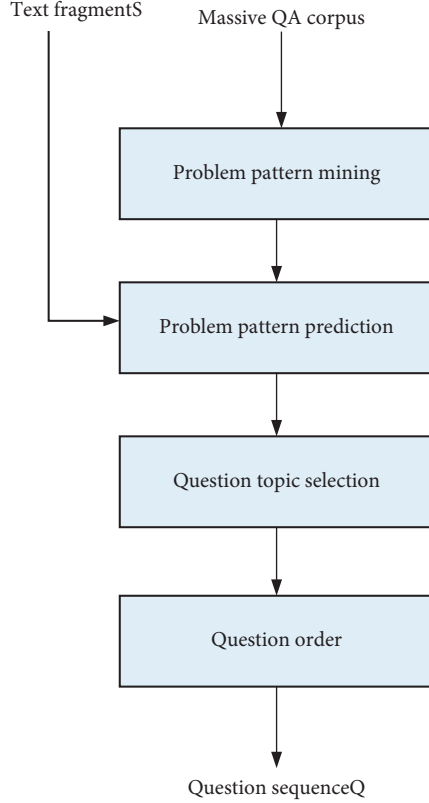 Text fragmentS
Massive QA corpus
Problem pattern mining
Problem pattern prediction
Question topic selection
Question order
Question sequenceQ